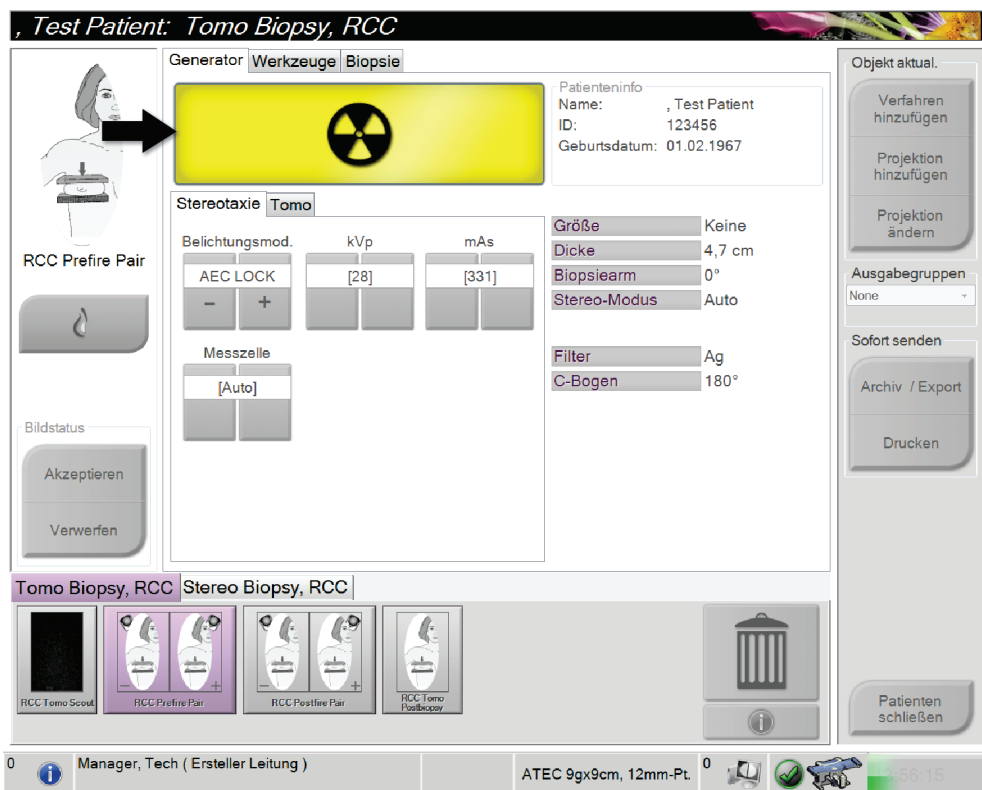 , Test Patient: Tomo Biopsy, RCC
Generator Werkzeuge Biopsie
Patienteninfo
Name: , Test Patient
ID: 123456
Geburtsdatum: 01.02.1967
RCC Prefire Pair
Bildstatus
Akzeptieren
Verwerfen
Stereotaxie Tomo
Belichtungsmod. kVp mAs
AEC LOCK [28] [331]
- +
Messzelle
[Auto]
Größe Keine
Dicke 4,7 cm
Biopsiearm 0°
Stereo-Modus Auto
Filter Ag
C-Bogen 180°
Objekt aktual.
Verfahren
hinzufügen
Projektion
hinzufügen
Projektion
ändern
Ausgabegruppen
None
Sofort senden
Archiv / Export
Drucken
Patienten
schließen
Tomo Biopsy, RCC Stereo Biopsy, RCC
RCC Tomo Scout
- +
RCC Prefire Pair
- +
RCC Postfire Pair
RCC Tomo
Postbiopsy
0 Manager, Tech ( Ersteller Leitung ) ATEC 9gx9cm, 12mm-Pt. 0